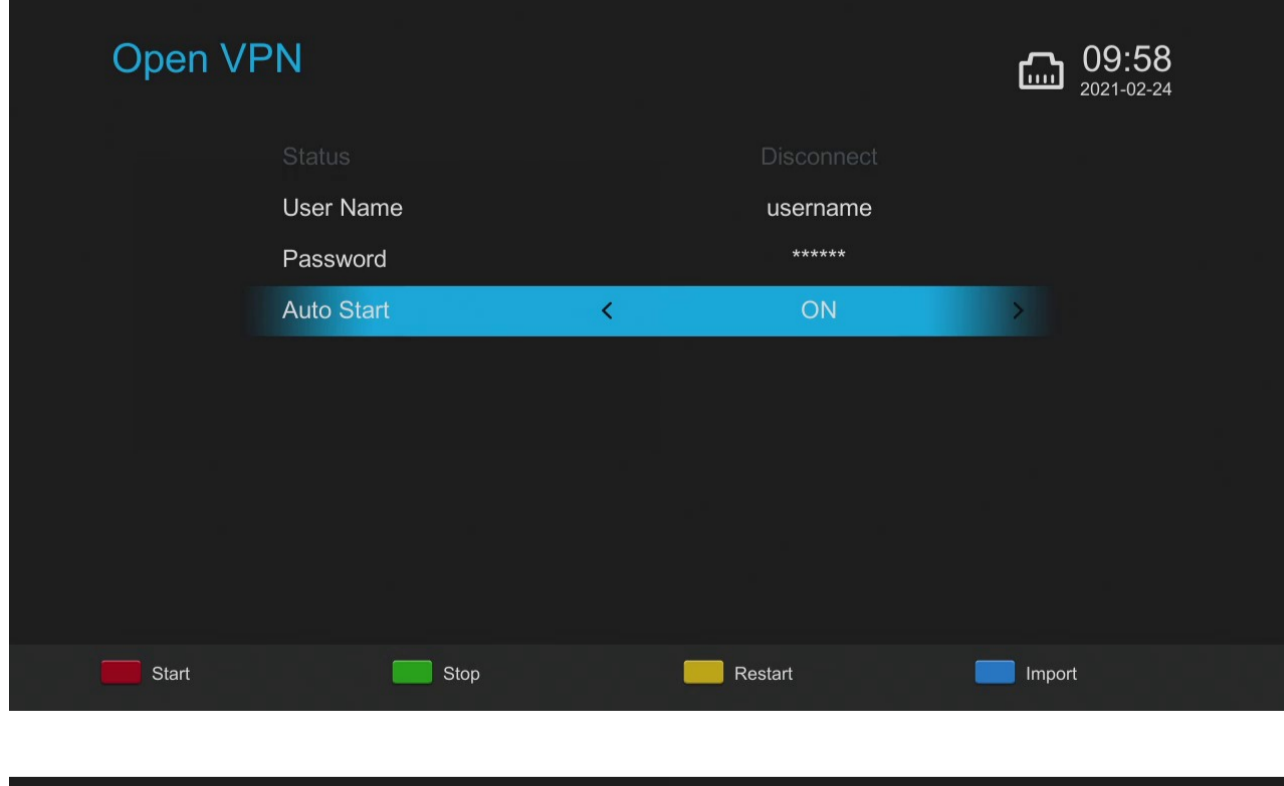 Open VPN
09:58
2021-02-24
Status Disconnect
User Name username
Password ******
Auto Start < ON >
Start Stop Restart Import